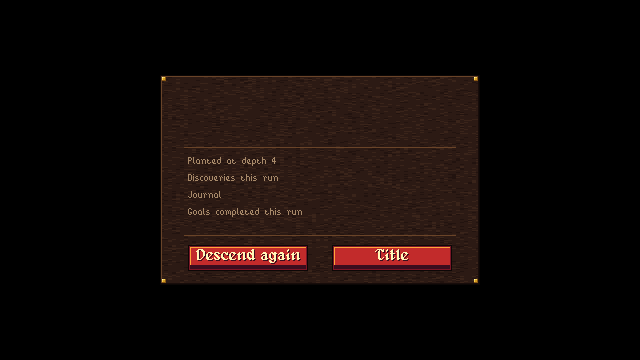 Planted at depth 4
Discoveries this run
Journal
Goals completed this run
Descend again
Title